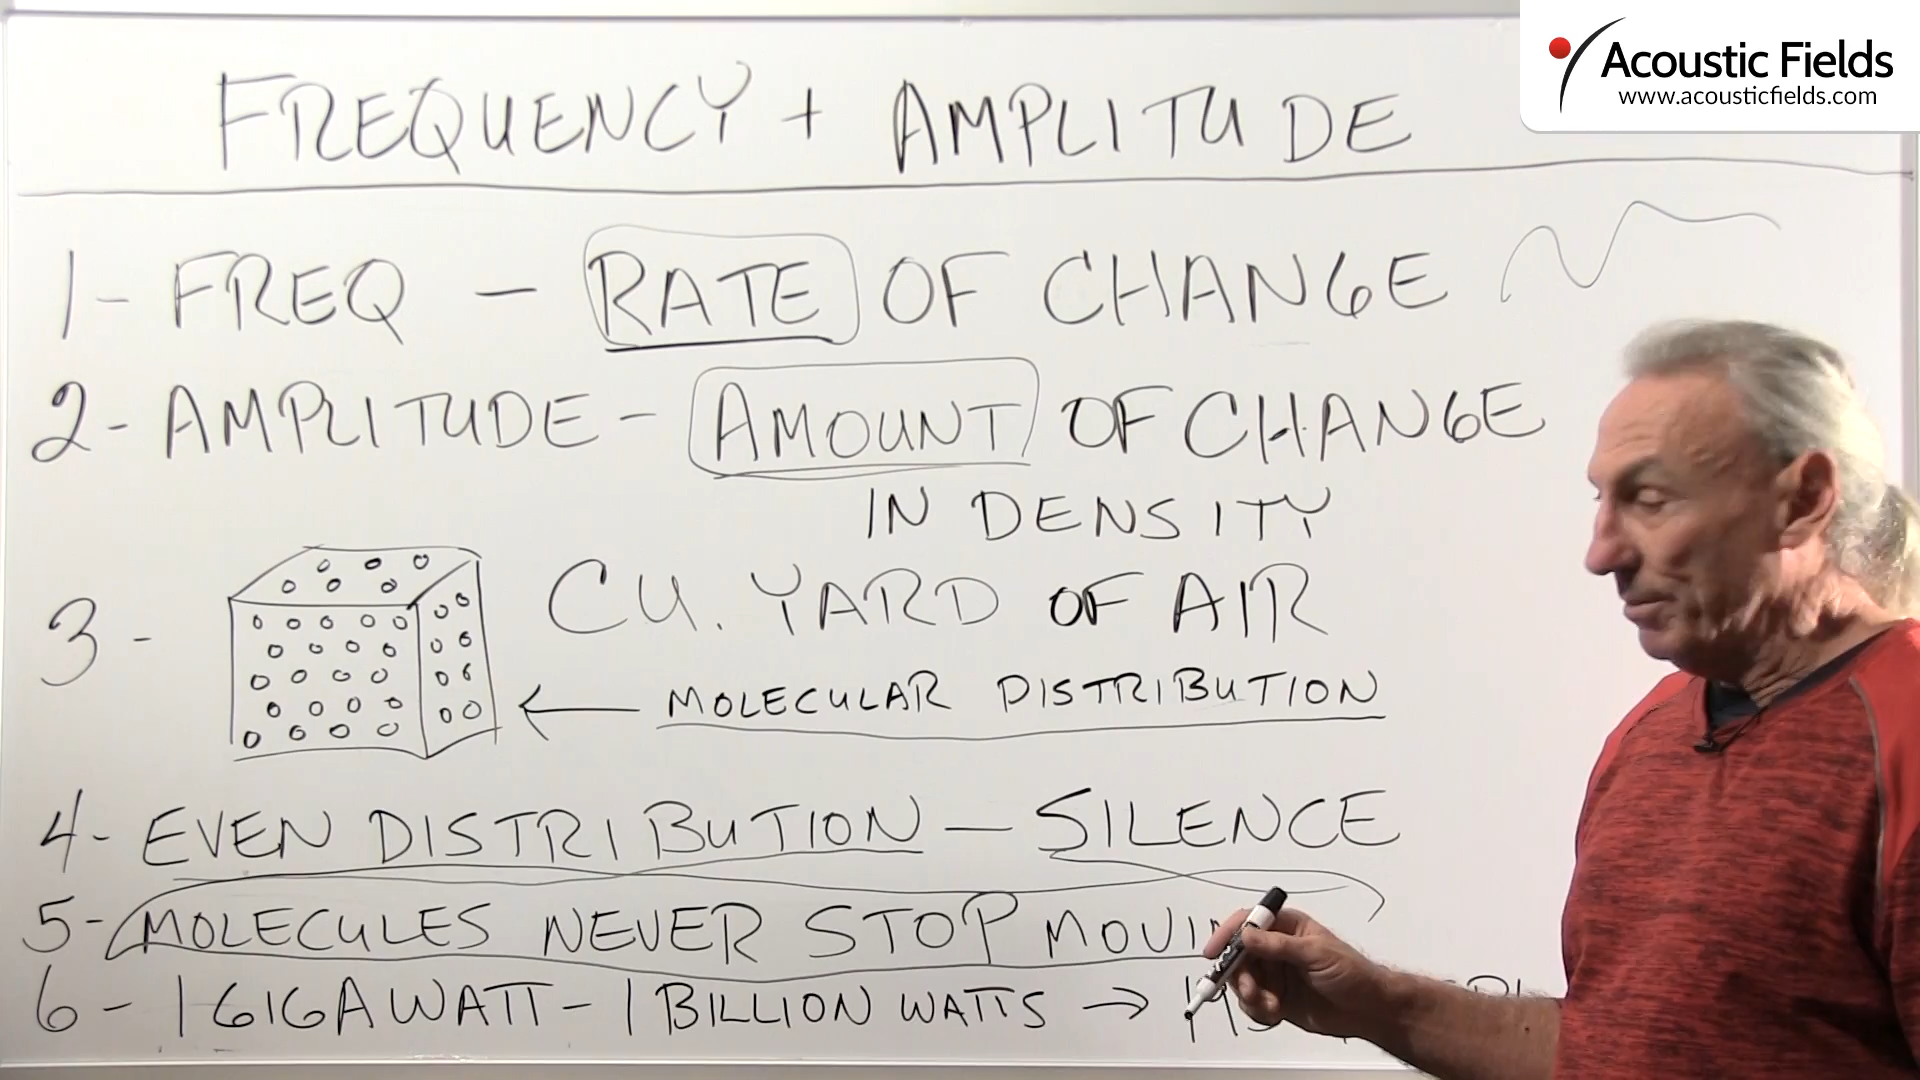 Acoustic Fields
www.acousticfields.com
FREQUENCY + AMPLITUDE
1- FREQ - RATE OF CHANGE
2- AMPLITUDE - AMOUNT OF CHANGE
IN DENSITY
3- CU. YARD OF AIR
← MOLECULAR DISTRIBUTION
4- EVEN DISTRIBUTION - SILENCE
5- MOLECULES NEVER STOP
6- 1 GIGAWATT - 1 BILLION WATTS →